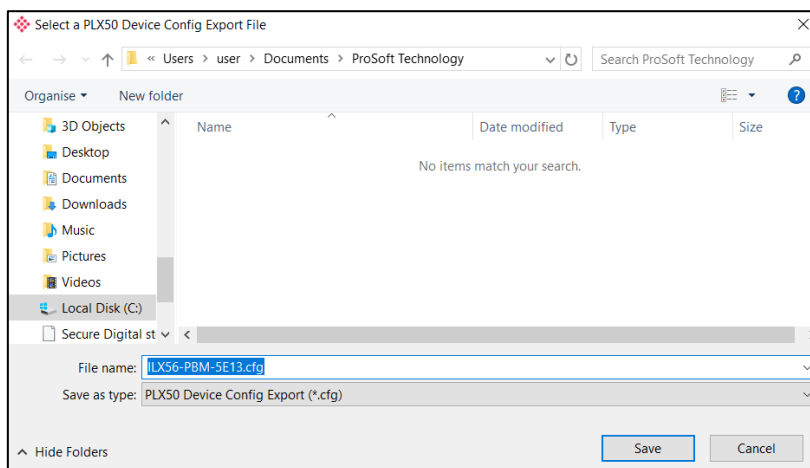 Select a PLX50 Device Config Export File
« Users > user > Documents > ProSoft Technology
Search ProSoft Technology
Organise
New folder
3D Objects
Desktop
Documents
Downloads
Music
Pictures
Videos
Local Disk (C:)
Secure Digital st
Name Date modified Type Size
No items match your search.
File name: ILX56-PBM-5E13.cfg
Save as type: PLX50 Device Config Export (*.cfg)
Hide Folders
Save Cancel